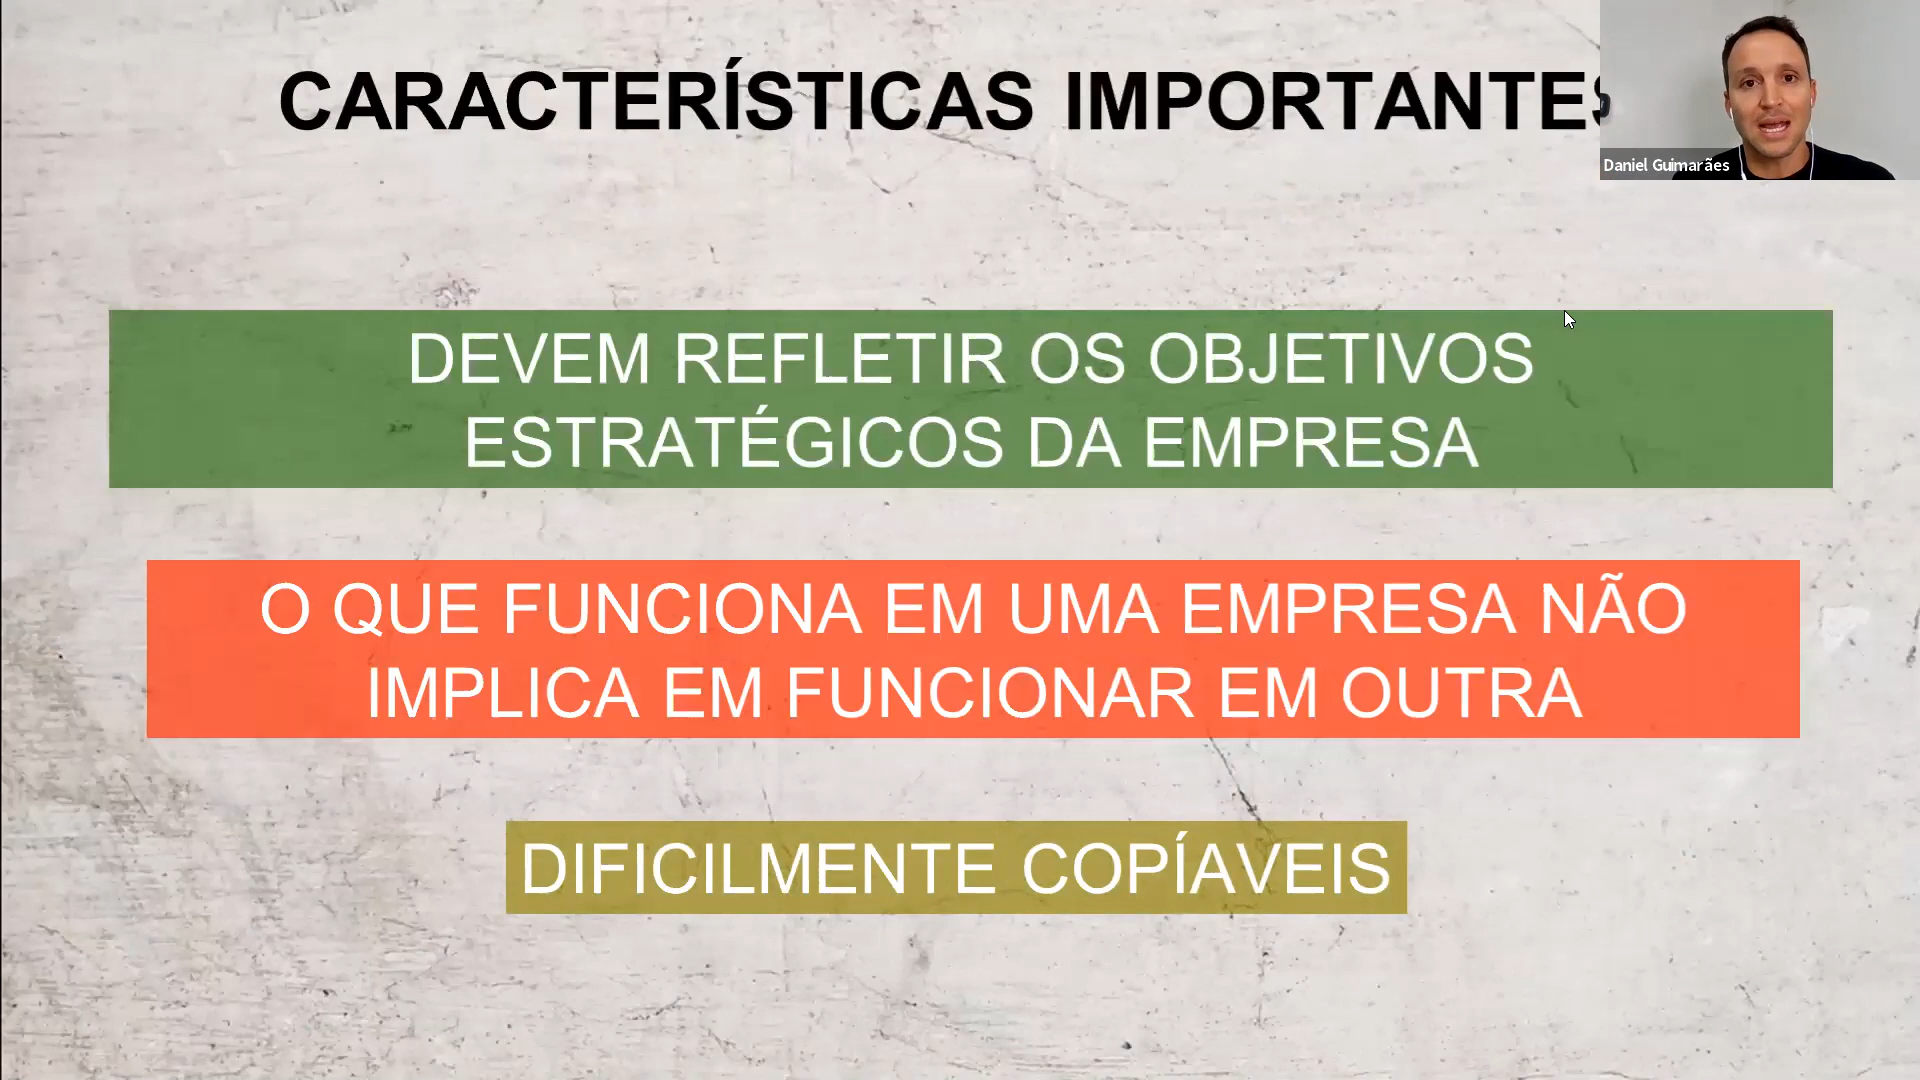 CARACTERÍSTICAS IMPORTANTES
Daniel Guimarães
DEVEM REFLETIR OS OBJETIVOS
ESTRATÉGICOS DA EMPRESA
O QUE FUNCIONA EM UMA EMPRESA NÃO
IMPLICA EM FUNCIONAR EM OUTRA
DIFICILMENTE COPÍAVEIS